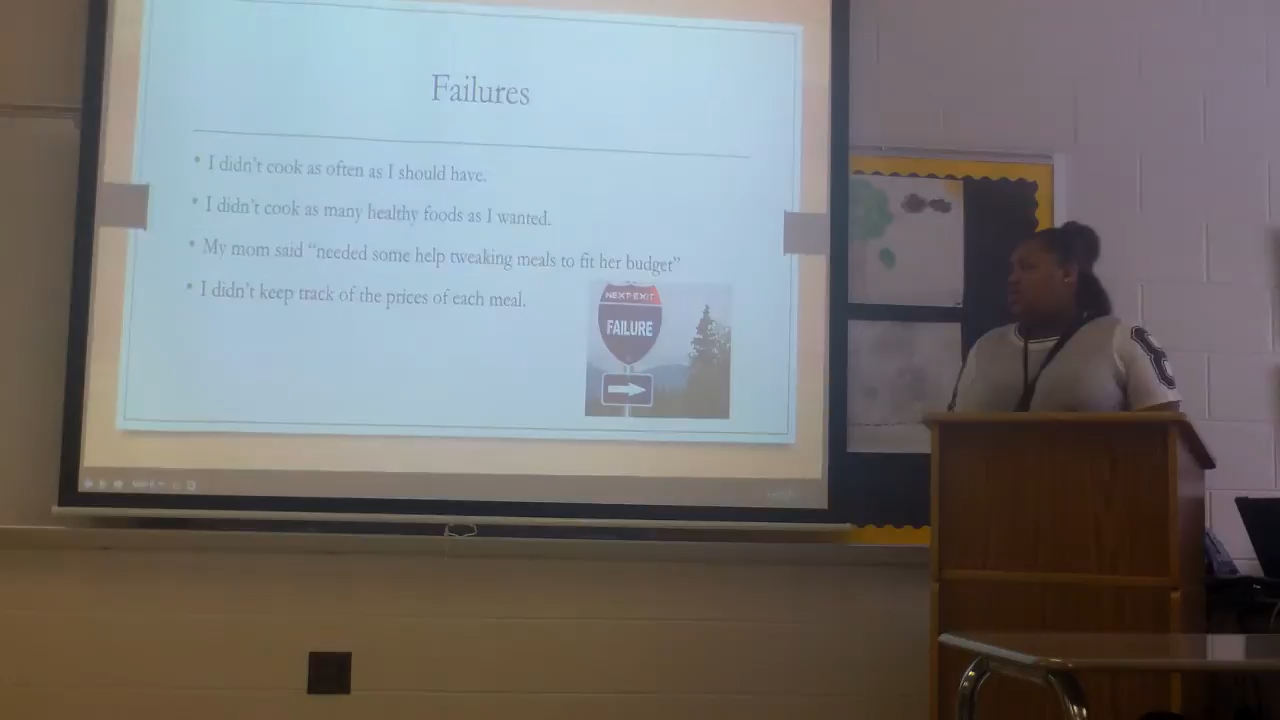 Failures
• I didn't cook as often as I should have.
• I didn't cook as many healthy foods as I wanted.
• My mom said “needed some help tweaking meals to fit her budget”
• I didn't keep track of the prices of each meal.
NEXT EXIT
FAILURE
8